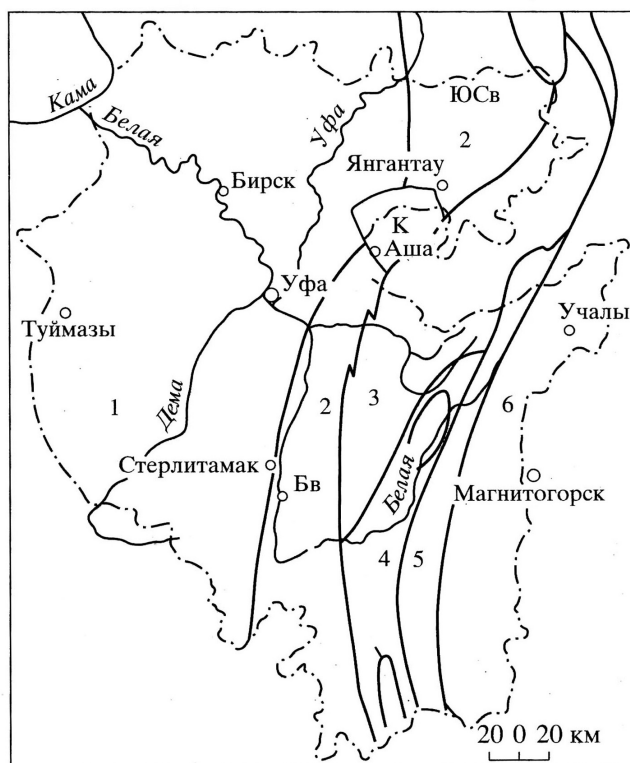 Кама
Белая
Уфа
ЮСв
2
Янгантау
Бирск
К
Аша
Уфа
Учалы
Туймазы
1
Дема
2
3
6
Стерлитамак
Бв
Белая
Магнитогорск
4
5
20 0 20 км